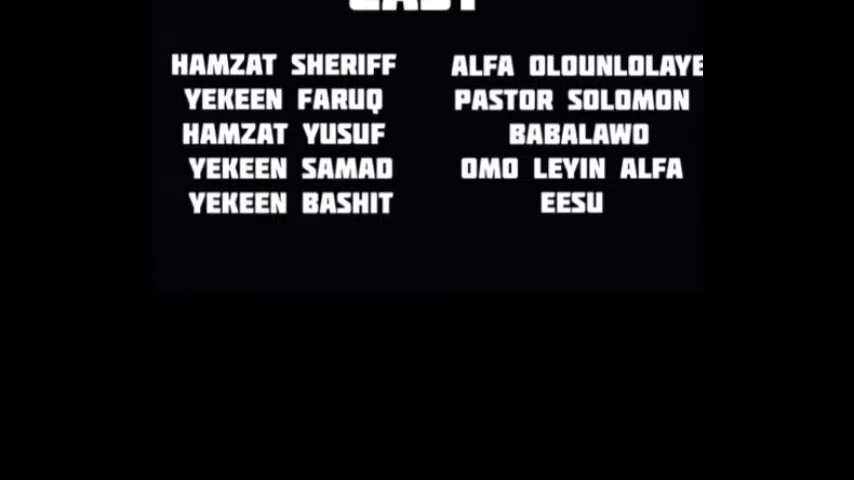 CAST
HAMZAT SHERIFF ALFA OLOUNLOLAYE
YEKEEN FARUQ PASTOR SOLOMON
HAMZAT YUSUF BABALAWO
YEKEEN SAMAD OMO LEYIN ALFA
YEKEEN BASHIT EESU